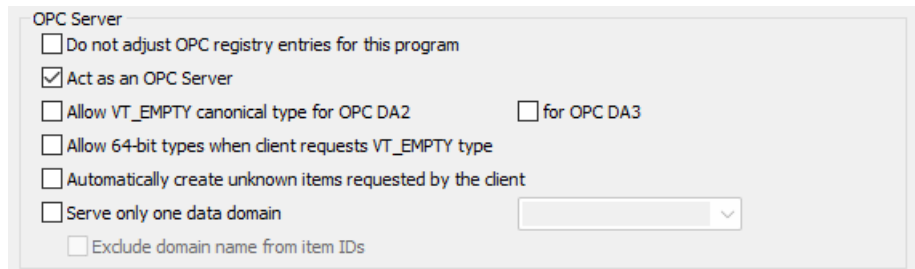 OPC Server
Do not adjust OPC registry entries for this program
Act as an OPC Server
Allow VT_EMPTY canonical type for OPC DA2 for OPC DA3
Allow 64-bit types when client requests VT_EMPTY type
Automatically create unknown items requested by the client
Serve only one data domain
Exclude domain name from item IDs